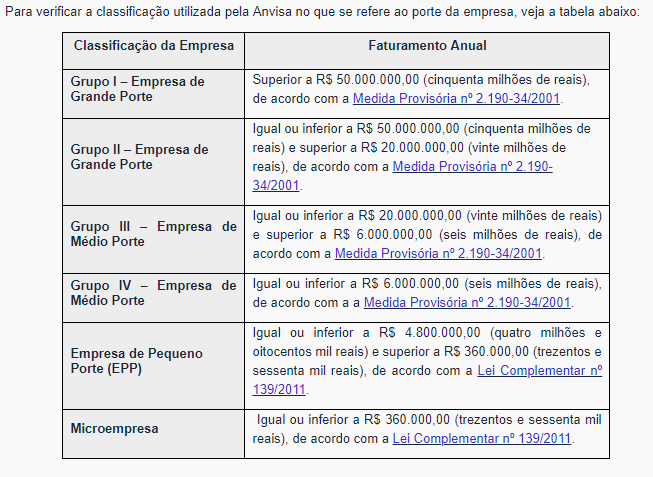 Para verificar a classificação utilizada pela Anvisa no que se refere ao porte da empresa, veja a tabela abaixo:
Classificação da Empresa
Faturamento Anual
Grupo I – Empresa de
Grande Porte
Superior a R$ 50.000.000,00 (cinquenta milhões de reais),
de acordo com a Medida Provisória nº 2.190-34/2001.
Grupo II – Empresa de
Grande Porte
Igual ou inferior a R$ 50.000.000,00 (cinquenta milhões de
reais) e superior a R$ 20.000.000,00 (vinte milhões de
reais), de acordo com a Medida Provisória nº 2.190-
34/2001.
Grupo III – Empresa de
Médio Porte
Igual ou inferior a R$ 20.000.000,00 (vinte milhões de reais)
e superior a R$ 6.000.000,00 (seis milhões de reais), de
acordo com a Medida Provisória nº 2.190-34/2001.
Grupo IV – Empresa de
Médio Porte
Igual ou inferior a R$ 6.000.000,00 (seis milhões de reais),
de acordo com a a Medida Provisória nº 2.190-34/2001.
Empresa de Pequeno
Porte (EPP)
Igual ou inferior a R$ 4.800.000,00 (quatro milhões e
oitocentos mil reais) e superior a R$ 360.000,00 (trezentos e
sessenta mil reais), de acordo com a Lei Complementar nº
139/2011.
Microempresa
Igual ou inferior a R$ 360.000,00 (trezentos e sessenta mil
reais), de acordo com a Lei Complementar nº 139/2011.